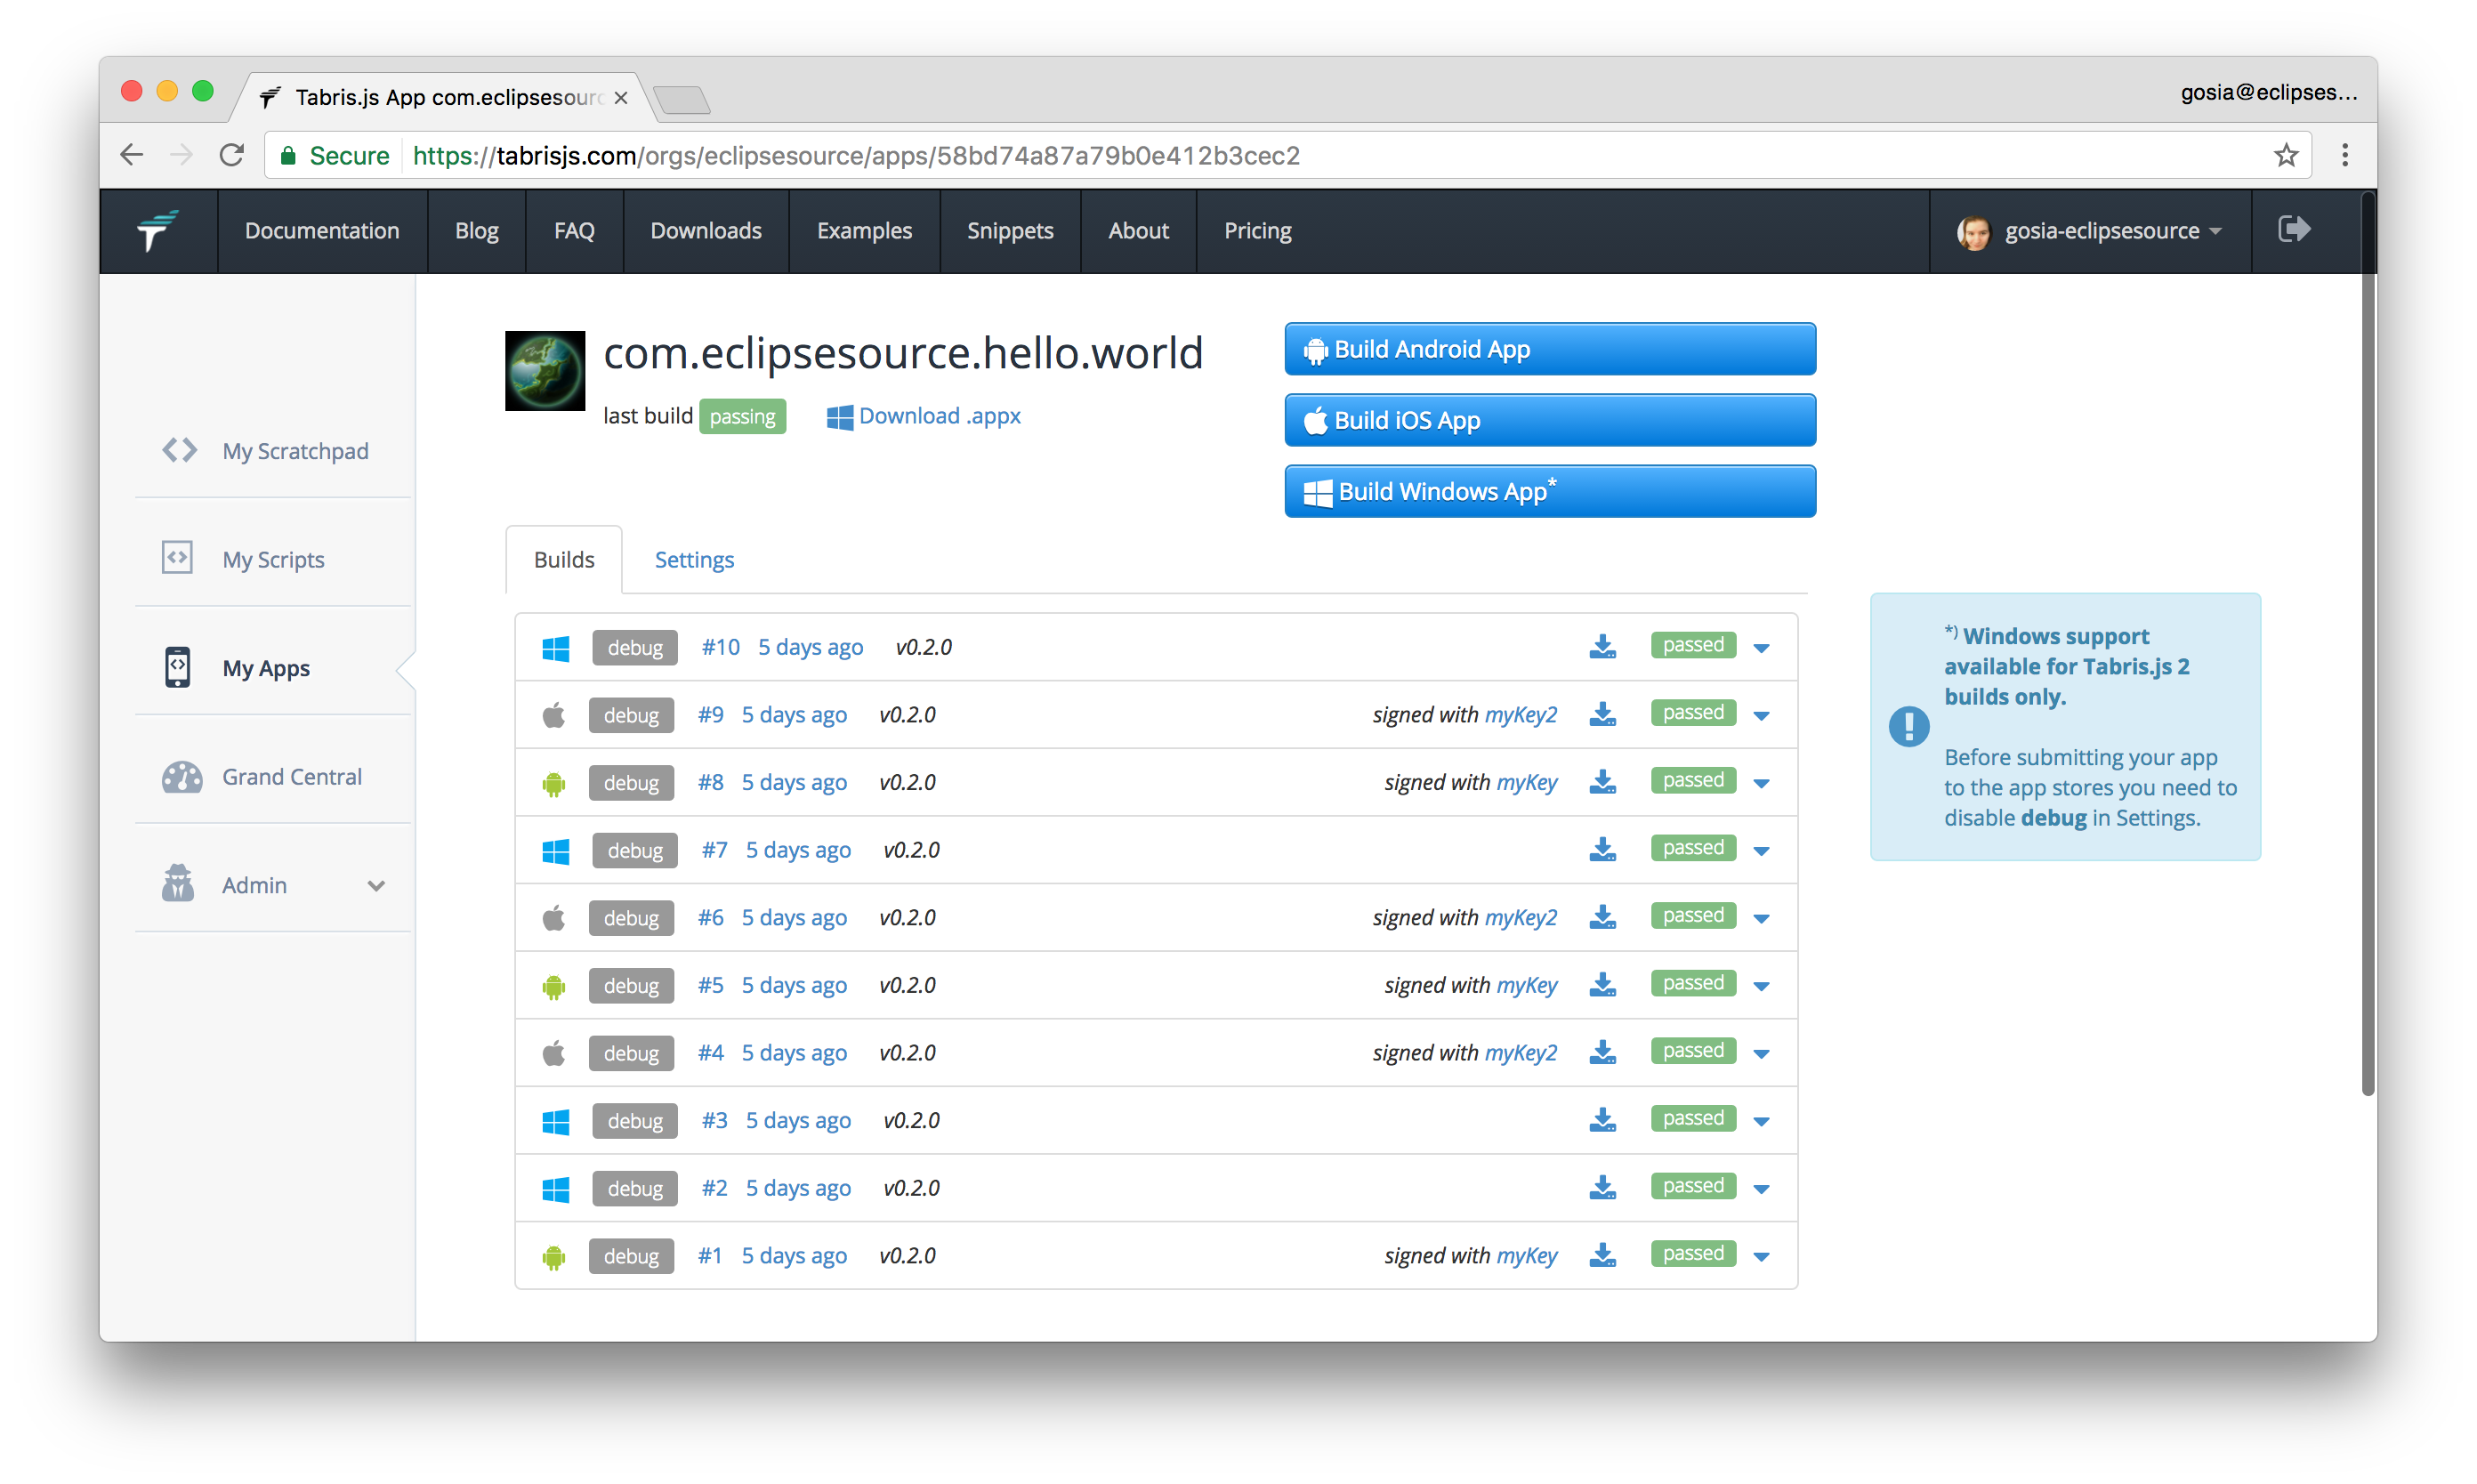 Tabris.js App com.eclipsesourc
gosia@eclipses...
Secure https://tabrisjs.com/orgs/eclipsesource/apps/58bd74a87a79b0e412b3cec2
Documentation Blog FAQ Downloads Examples Snippets About Pricing gosia-eclipsesource
com.eclipsesource.hello.world
last build passing Download .appx
Build Android App
Build iOS App
Build Windows App*
My Scratchpad
My Scripts
My Apps
Grand Central
Admin
Builds Settings
debug #10 5 days ago v0.2.0 passed
debug #9 5 days ago v0.2.0 signed with myKey2 passed
debug #8 5 days ago v0.2.0 signed with myKey passed
debug #7 5 days ago v0.2.0 passed
debug #6 5 days ago v0.2.0 signed with myKey2 passed
debug #5 5 days ago v0.2.0 signed with myKey passed
debug #4 5 days ago v0.2.0 signed with myKey2 passed
debug #3 5 days ago v0.2.0 passed
debug #2 5 days ago v0.2.0 passed
debug #1 5 days ago v0.2.0 signed with myKey passed
*) Windows support
available for Tabris.js 2
builds only.
Before submitting your app
to the app stores you need to
disable debug in Settings.